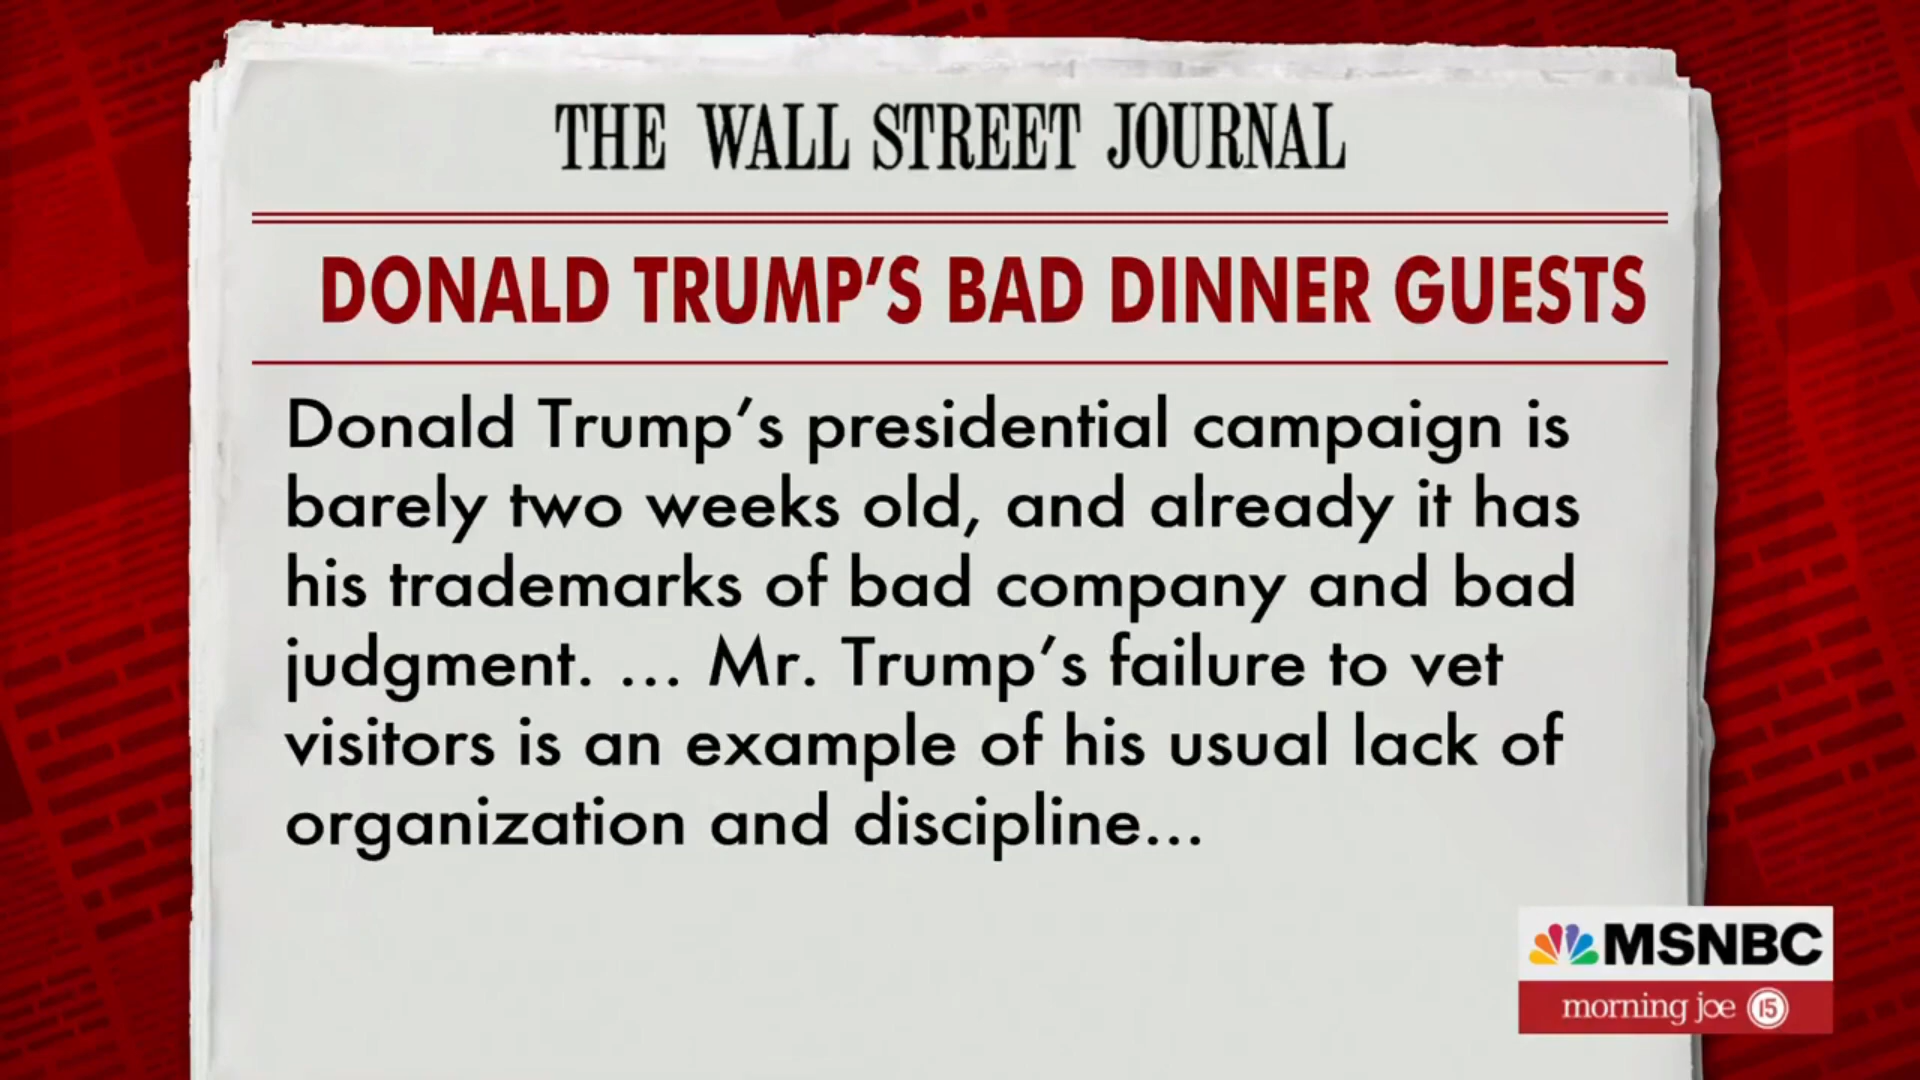 THE WALL STREET JOURNAL
DONALD TRUMP’S BAD DINNER GUESTS
Donald Trump’s presidential campaign is
barely two weeks old, and already it has
his trademarks of bad company and bad
judgment. ... Mr. Trump’s failure to vet
visitors is an example of his usual lack of
organization and discipline...
MSNBC
morning joe 15